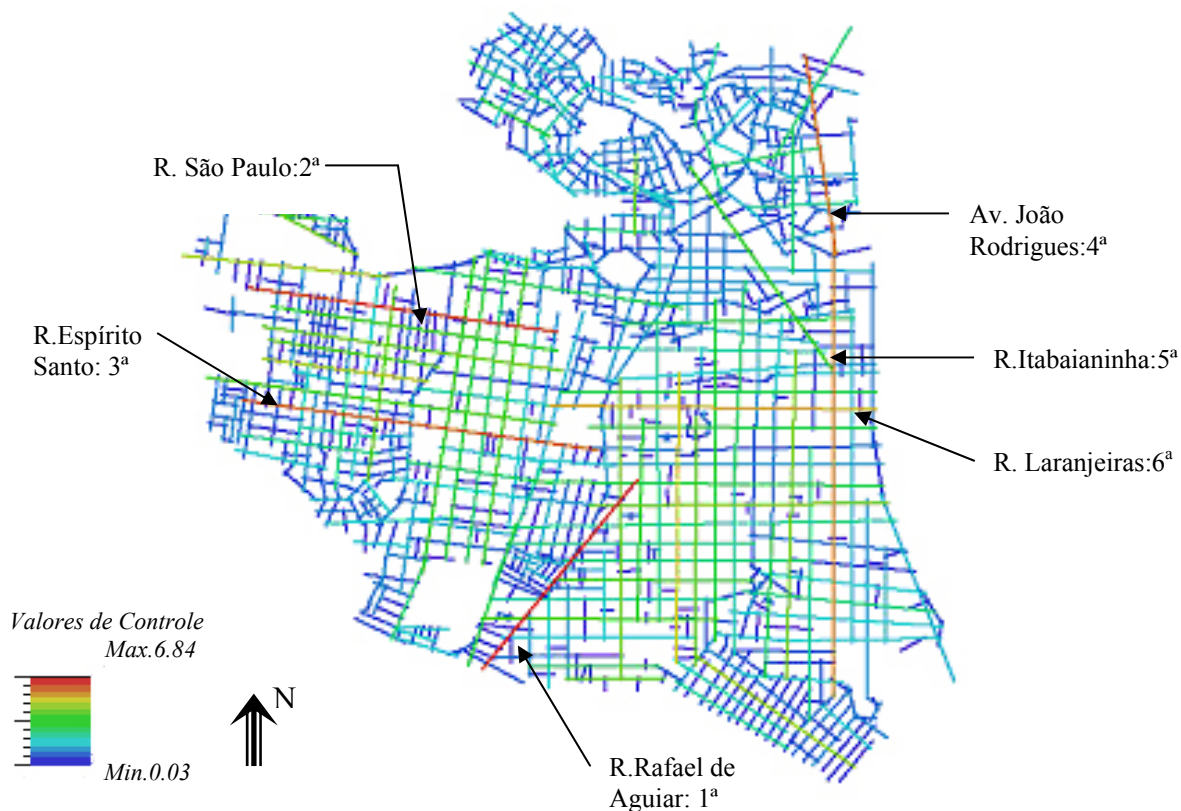 R. São Paulo:2ª
Av. João
Rodrigues:4ª
R.Espírito
Santo: 3ª
R.Itabaianinha:5ª
R. Laranjeiras:6ª
Valores de Controle
Max.6.84
N
Min.0.03
R.Rafael de
Aguiar: 1ª